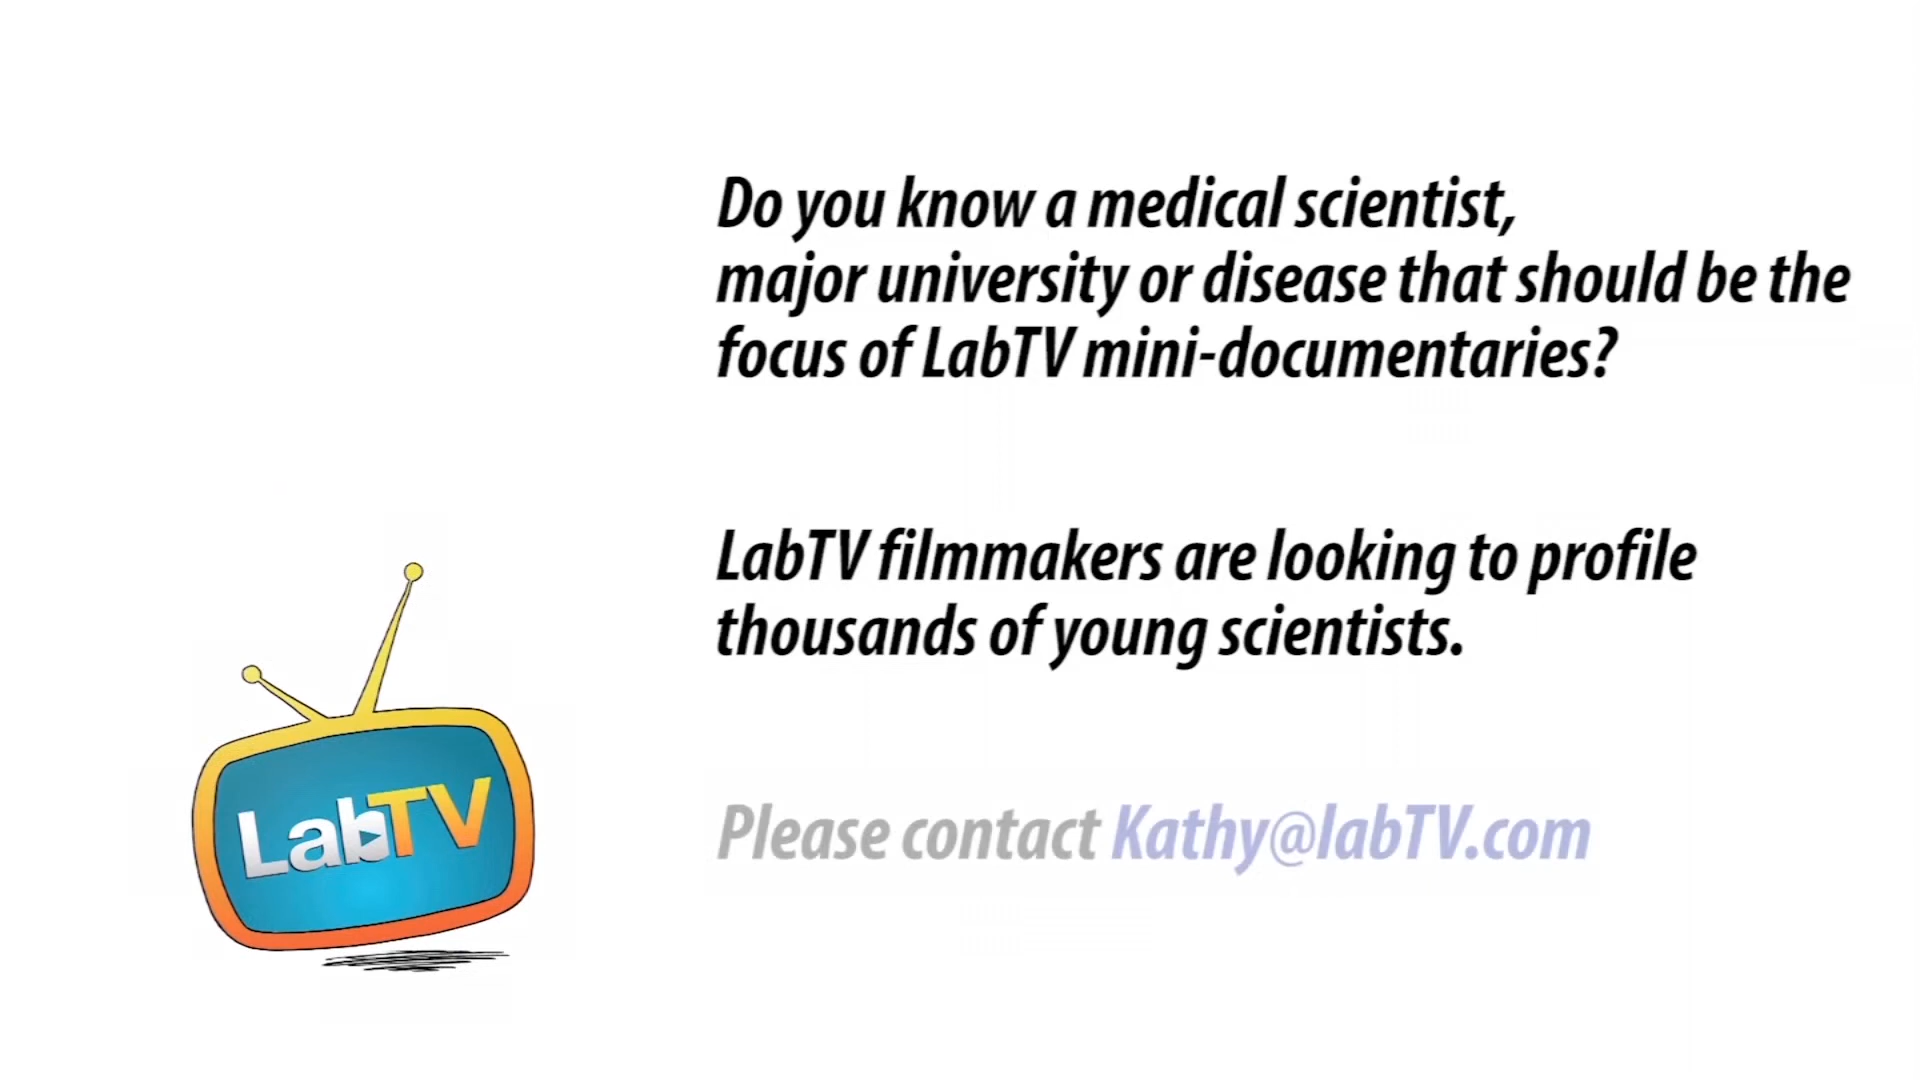 Do you know a medical scientist,
major university or disease that should be the
focus of LabTV mini-documentaries?
LabTV filmmakers are looking to profile
thousands of young scientists.
LabTV
Please contact Kathy@labTV.com